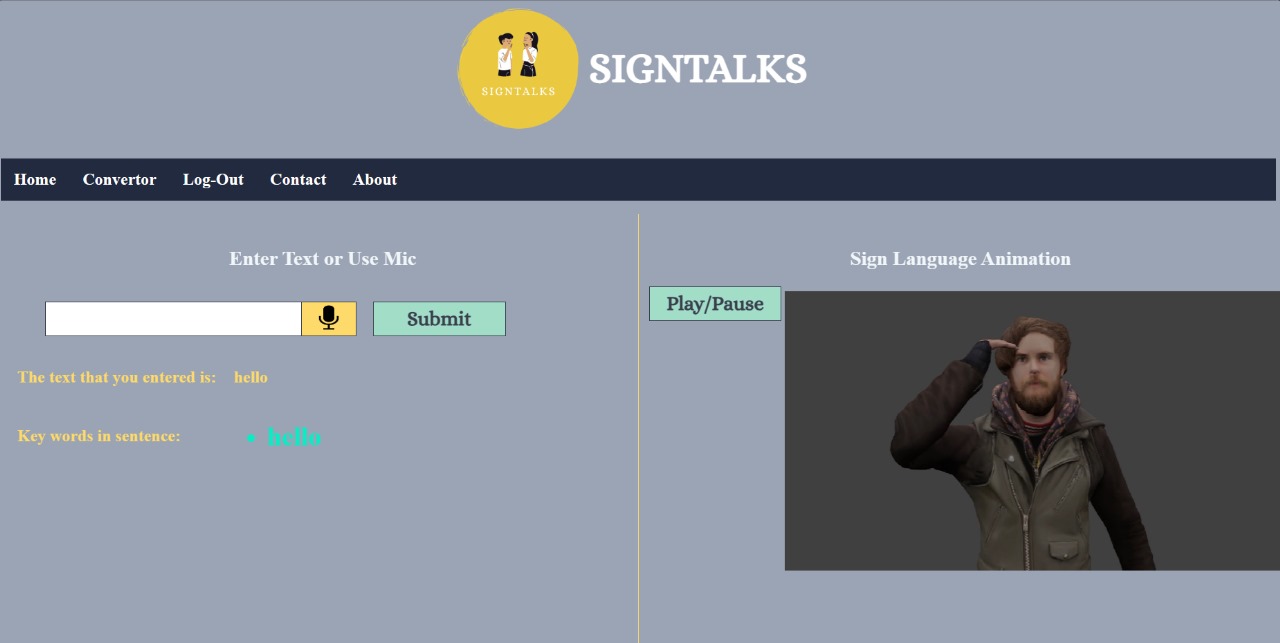 SIGNTALKS
SIGNTALKS
Home Convertor Log-Out Contact About
Enter Text or Use Mic
Submit
The text that you entered is: hello
Key words in sentence:
• hello
Sign Language Animation
Play/Pause